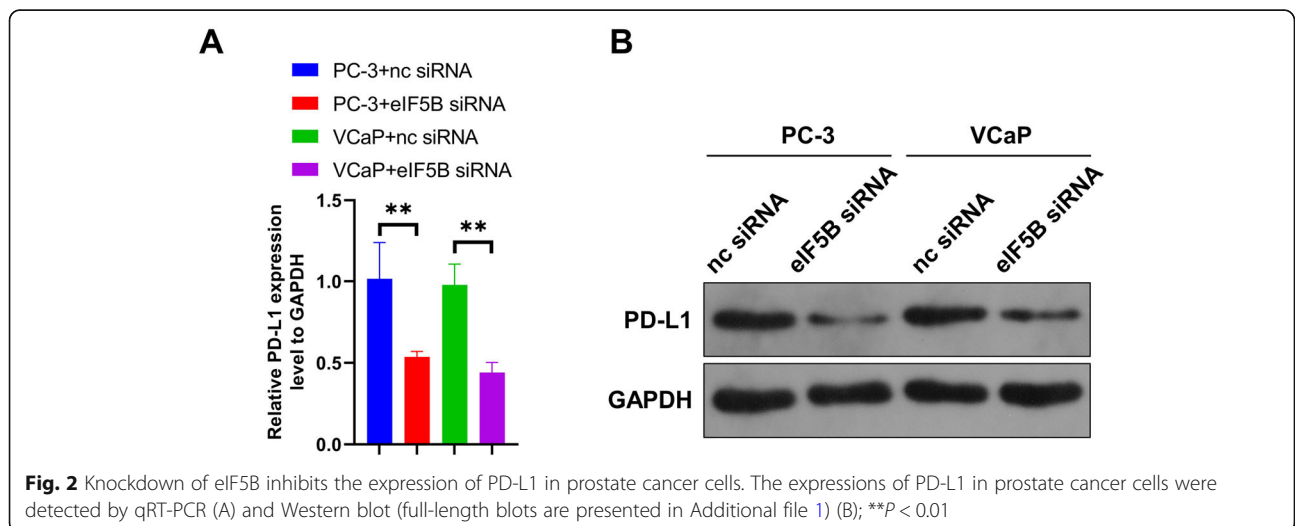 A
PC-3+nc siRNA
PC-3+eIF5B siRNA
VCaP+nc siRNA
VCaP+eIF5B siRNA
Relative PD-L1 expression
level to GAPDH
1.5
1.0
0.5
0.0
**
**
B
PC-3
VCaP
nc siRNA
eIF5B siRNA
nc siRNA
eIF5B siRNA
PD-L1
GAPDH
Fig. 2 Knockdown of eIF5B inhibits the expression of PD-L1 in prostate cancer cells. The expressions of PD-L1 in prostate cancer cells were
detected by qRT-PCR (A) and Western blot (full-length blots are presented in Additional file 1) (B); **P < 0.01